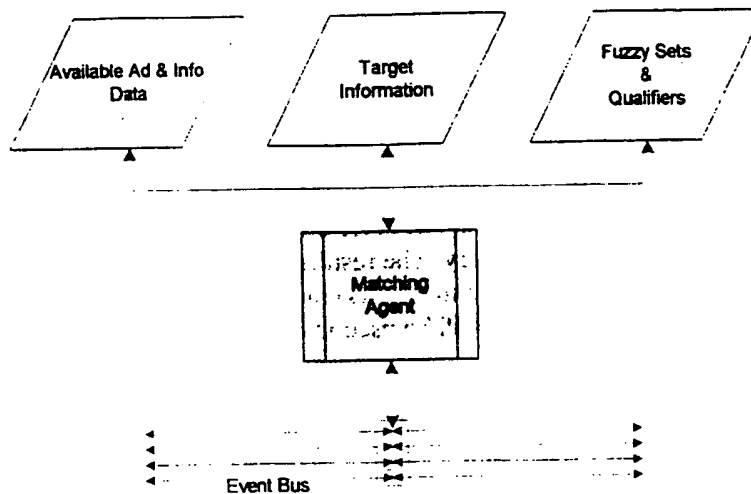 Available Ad & Info
Data
Target
Information
Fuzzy Sets
&
Qualifiers
Matching
Agent
Event Bus